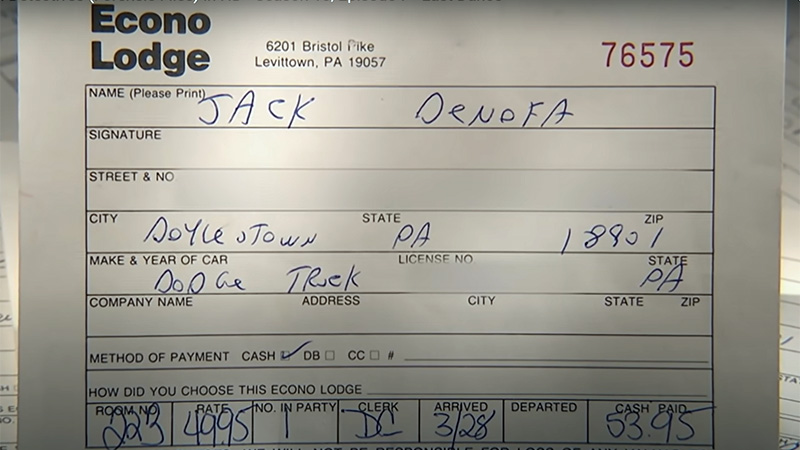 Econo
Lodge
6201 Bristol Pike
Levittown, PA 19057
76575
NAME (Please Print) JACK DeNOFA
SIGNATURE
STREET & NO
CITY STATE ZIP
DOYLesTOWN PA 18901
MAKE & YEAR OF CAR LICENSE NO STATE
DODGe TRucK PA
COMPANY NAME ADDRESS CITY STATE ZIP
METHOD OF PAYMENT CASH DB CC #
HOW DID YOU CHOOSE THIS ECONO LODGE
ROOM NO RATE NO. IN PARTY CLERK ARRIVED DEPARTED CASH PAID
223 49.95 1 DC 3/28 53.95